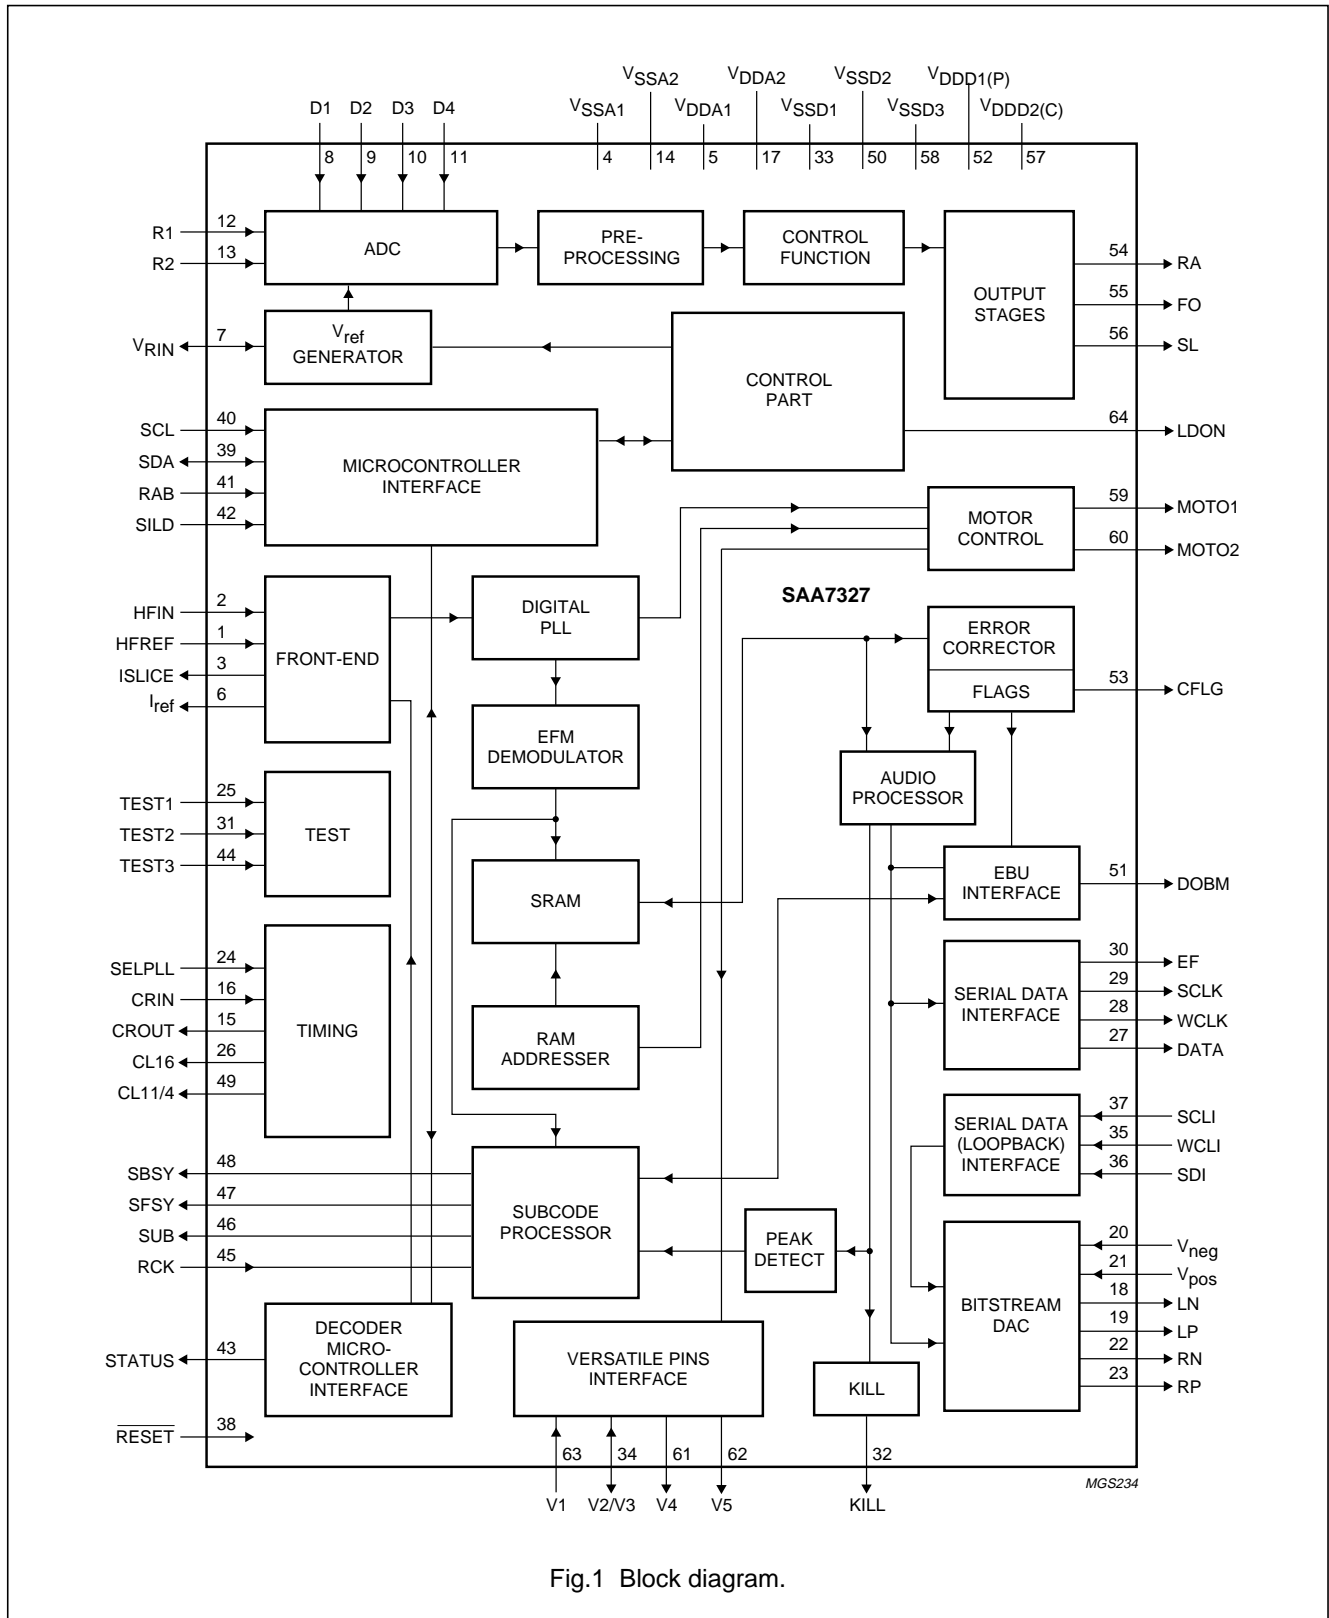 VSSA2
VDDA2
VSSD2
VDDD1(P)
D1
D2
D3
D4
VSSA1
VDDA1
VSSD1
VSSD3
VDDD2(C)
8
9
10
11
4
14
5
17
33
50
58
52
57
R1
12
R2
13
ADC
PRE-
PROCESSING
CONTROL
FUNCTION
OUTPUT
STAGES
54
RA
55
FO
56
SL
VRIN
7
Vref
GENERATOR
CONTROL
PART
64
LDON
SCL
40
SDA
39
RAB
41
SILD
42
MICROCONTROLLER
INTERFACE
MOTOR
CONTROL
59
MOTO1
60
MOTO2
SAA7327
HFIN
2
HFREF
1
ISLICE
3
Iref
6
FRONT-END
DIGITAL
PLL
ERROR
CORRECTOR
FLAGS
53
CFLG
EFM
DEMODULATOR
AUDIO
PROCESSOR
TEST1
25
TEST2
31
TEST3
44
TEST
SRAM
EBU
INTERFACE
51
DOBM
SELPLL
24
CRIN
16
CROUT
15
CL16
26
CL11/4
49
TIMING
RAM
ADDRESSER
SERIAL DATA
INTERFACE
30
EF
29
SCLK
28
WCLK
27
DATA
SERIAL DATA
(LOOPBACK)
INTERFACE
37
SCLI
35
WCLI
36
SDI
SBSY
48
SFSY
47
SUB
46
RCK
45
SUBCODE
PROCESSOR
PEAK
DETECT
BITSTREAM
DAC
20
Vneg
21
Vpos
18
LN
19
LP
22
RN
23
RP
STATUS
43
DECODER
MICRO-
CONTROLLER
INTERFACE
VERSATILE PINS
INTERFACE
KILL
RESET
38
63
34
61
62
32
V1
V2/V3
V4
V5
KILL
MGS234
Fig.1 Block diagram.